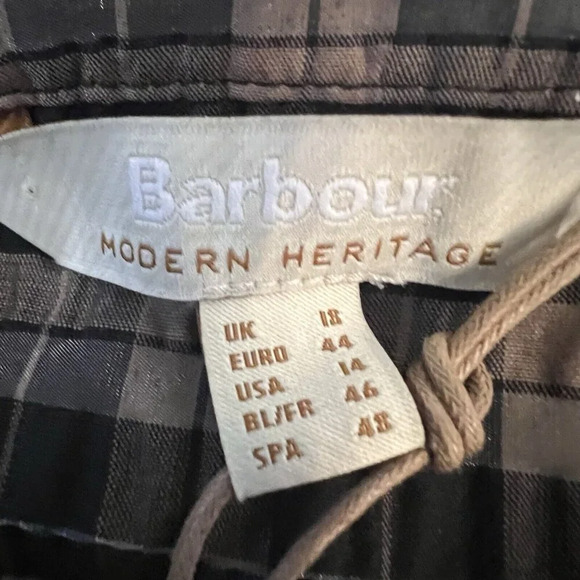 Barbour
MODERN HERITAGE
UK 18
EURO 44
USA 14
BL/FR 46
SPA 48